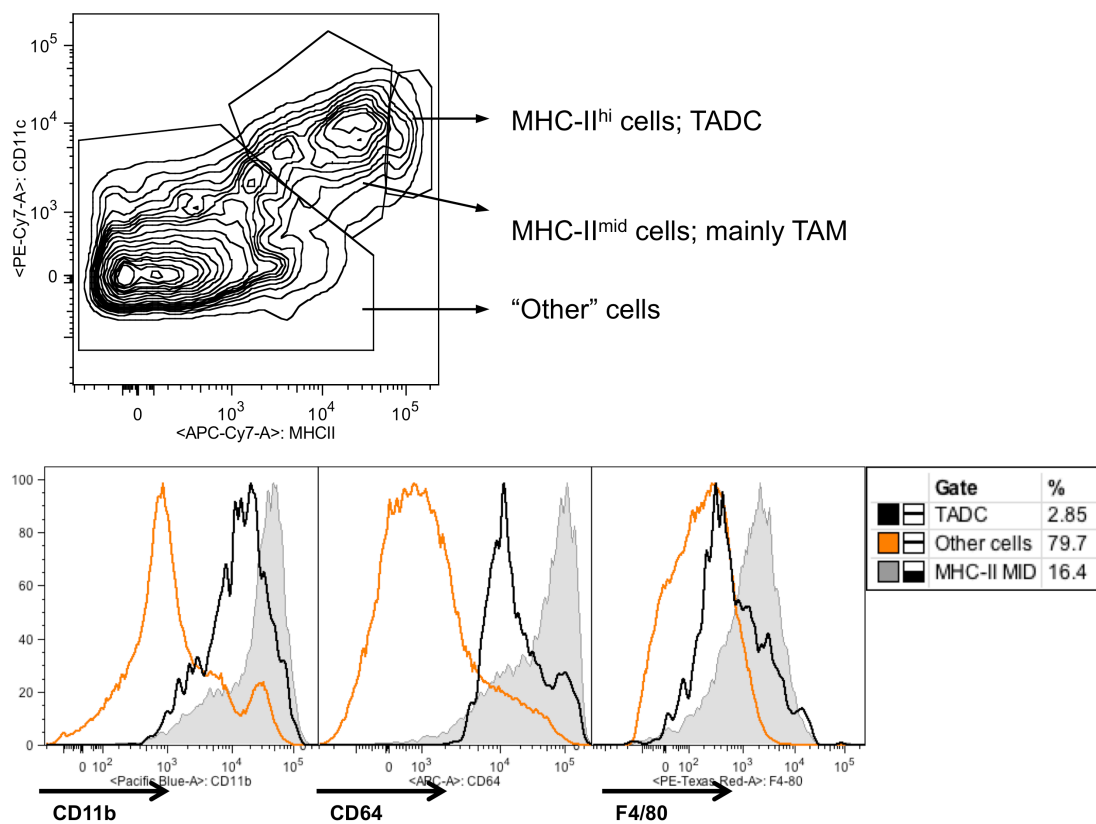 10^5
10^4
10^3
0
<PE-Cy7-A>: CD11c
0 10^3 10^4 10^5
<APC-Cy7-A>: MHCII
MHC-II^hi cells; TADC
MHC-II^mid cells; mainly TAM
“Other” cells
100
80
60
40
20
0
0 10^2 10^3 10^4 10^5
<Pacific Blue-A>: CD11b
0 10^3 10^4 10^5
<APC-A>: CD64
0 10^2 10^3 10^4 10^5
<PE-Texas Red-A>: F4-80
CD11b
CD64
F4/80
Gate %
TADC 2.85
Other cells 79.7
MHC-II MID 16.4